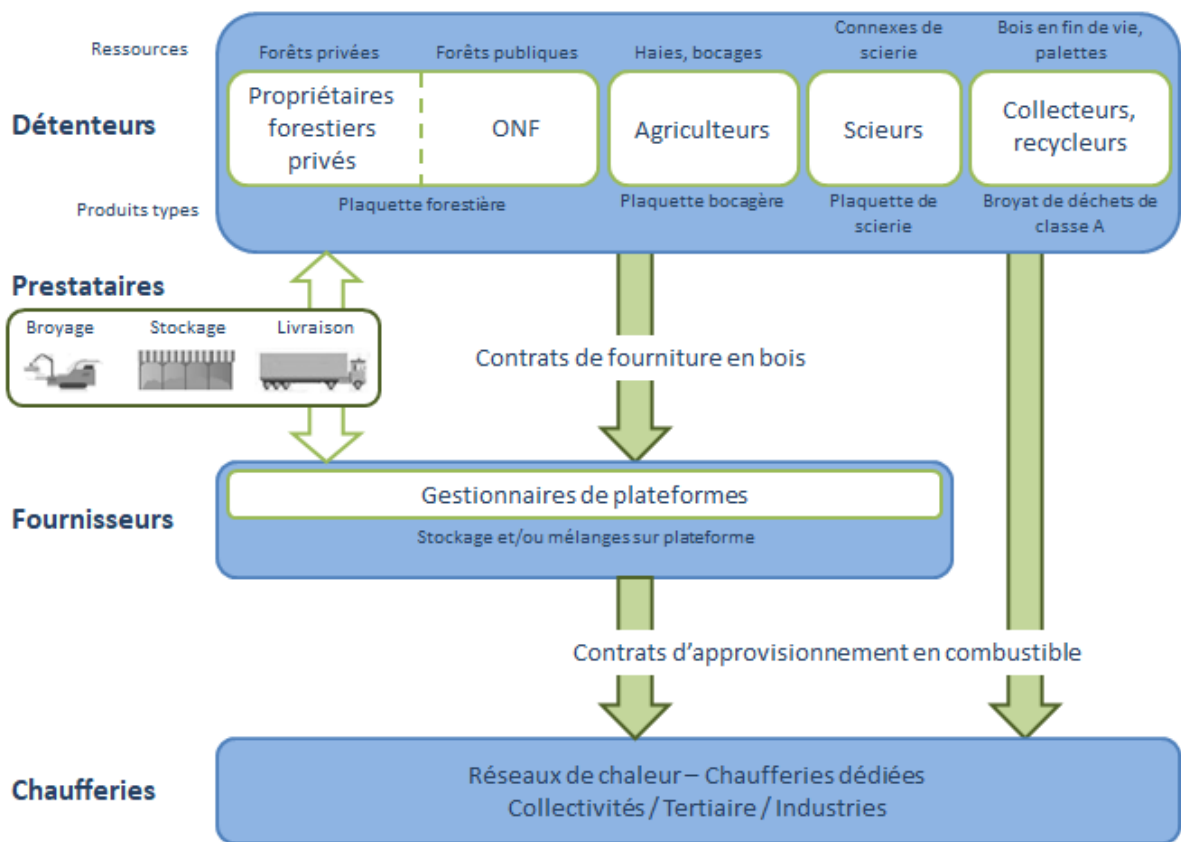 Ressources
Forêts privées
Forêts publiques
Haies, bocages
Connexes de
scierie
Bois en fin de vie,
palettes
Détenteurs
Propriétaires
forestiers
privés
ONF
Agriculteurs
Scieurs
Collecteurs,
recycleurs
Produits types
Plaquette forestière
Plaquette bocagère
Plaquette de
scierie
Broyat de déchets de
classe A
Prestataires
Broyage
Stockage
Livraison
Contrats de fourniture en bois
Fournisseurs
Gestionnaires de plateformes
Stockage et/ou mélanges sur plateforme
Contrats d’approvisionnement en combustible
Chaufferies
Réseaux de chaleur – Chaufferies dédiées
Collectivités / Tertiaire / Industries